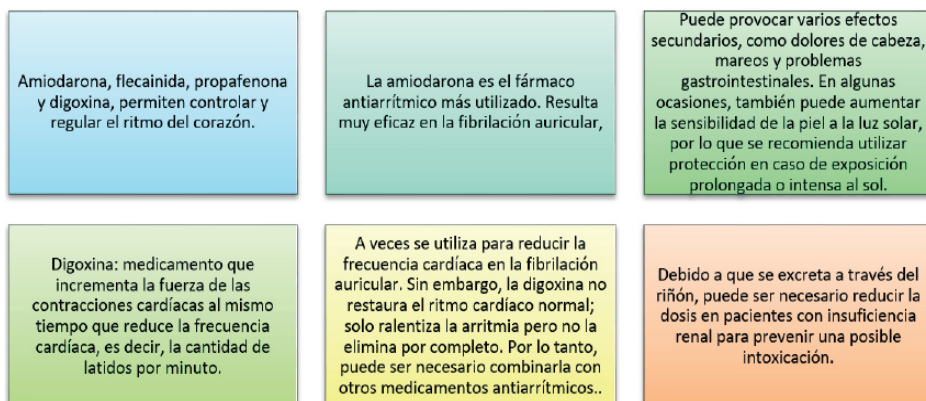 Amiodarona, flecainida, propafenona
y digoxina, permiten controlar y
regular el ritmo del corazón.
La amiodarona es el fármaco
antiarrítmico más utilizado. Resulta
muy eficaz en la fibrilación auricular,
Puede provocar varios efectos
secundarios, como dolores de cabeza,
mareos y problemas
gastrointestinales. En algunas
ocasiones, también puede aumentar
la sensibilidad de la piel a la luz solar,
por lo que se recomienda utilizar
protección en caso de exposición
prolongada o intensa al sol.
Digoxina: medicamento que
incrementa la fuerza de las
contracciones cardíacas al mismo
tiempo que reduce la frecuencia
cardíaca, es decir, la cantidad de
latidos por minuto.
A veces se utiliza para reducir la
frecuencia cardíaca en la fibrilación
auricular. Sin embargo, la digoxina no
restaura el ritmo cardíaco normal;
solo ralentiza la arritmia pero no la
elimina por completo. Por lo tanto,
puede ser necesario combinarla con
otros medicamentos antiarrítmicos..
Debido a que se excreta a través del
riñón, puede ser necesario reducir la
dosis en pacientes con insuficiencia
renal para prevenir una posible
intoxicación.